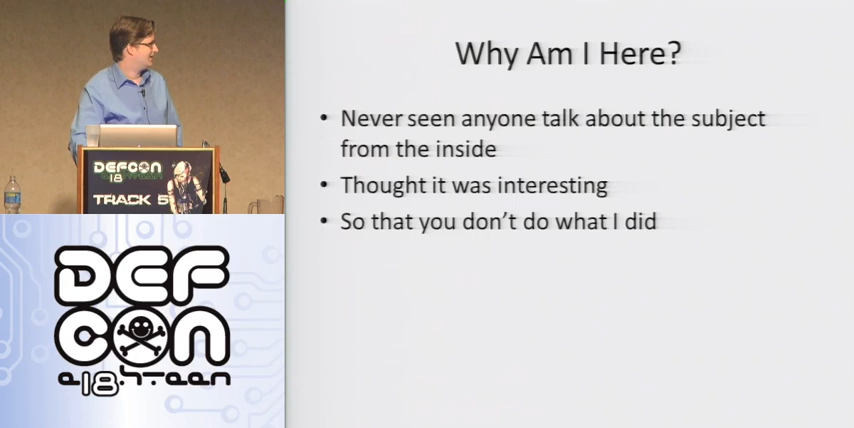 Why Am I Here?
• Never seen anyone talk about the subject
from the inside
• Thought it was interesting
• So that you don't do what I did
DEFCON
18
TRACK 5
DEF
CON
e18hteen